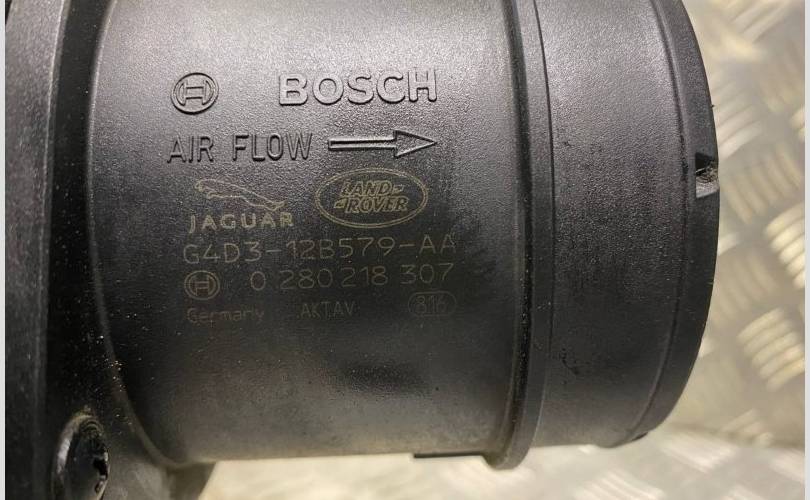 BOSCH
AIR FLOW
JAGUAR
LAND-
-ROVER
G4D3-12B579-AA
0 280 218 307
Germany AKTAV 816